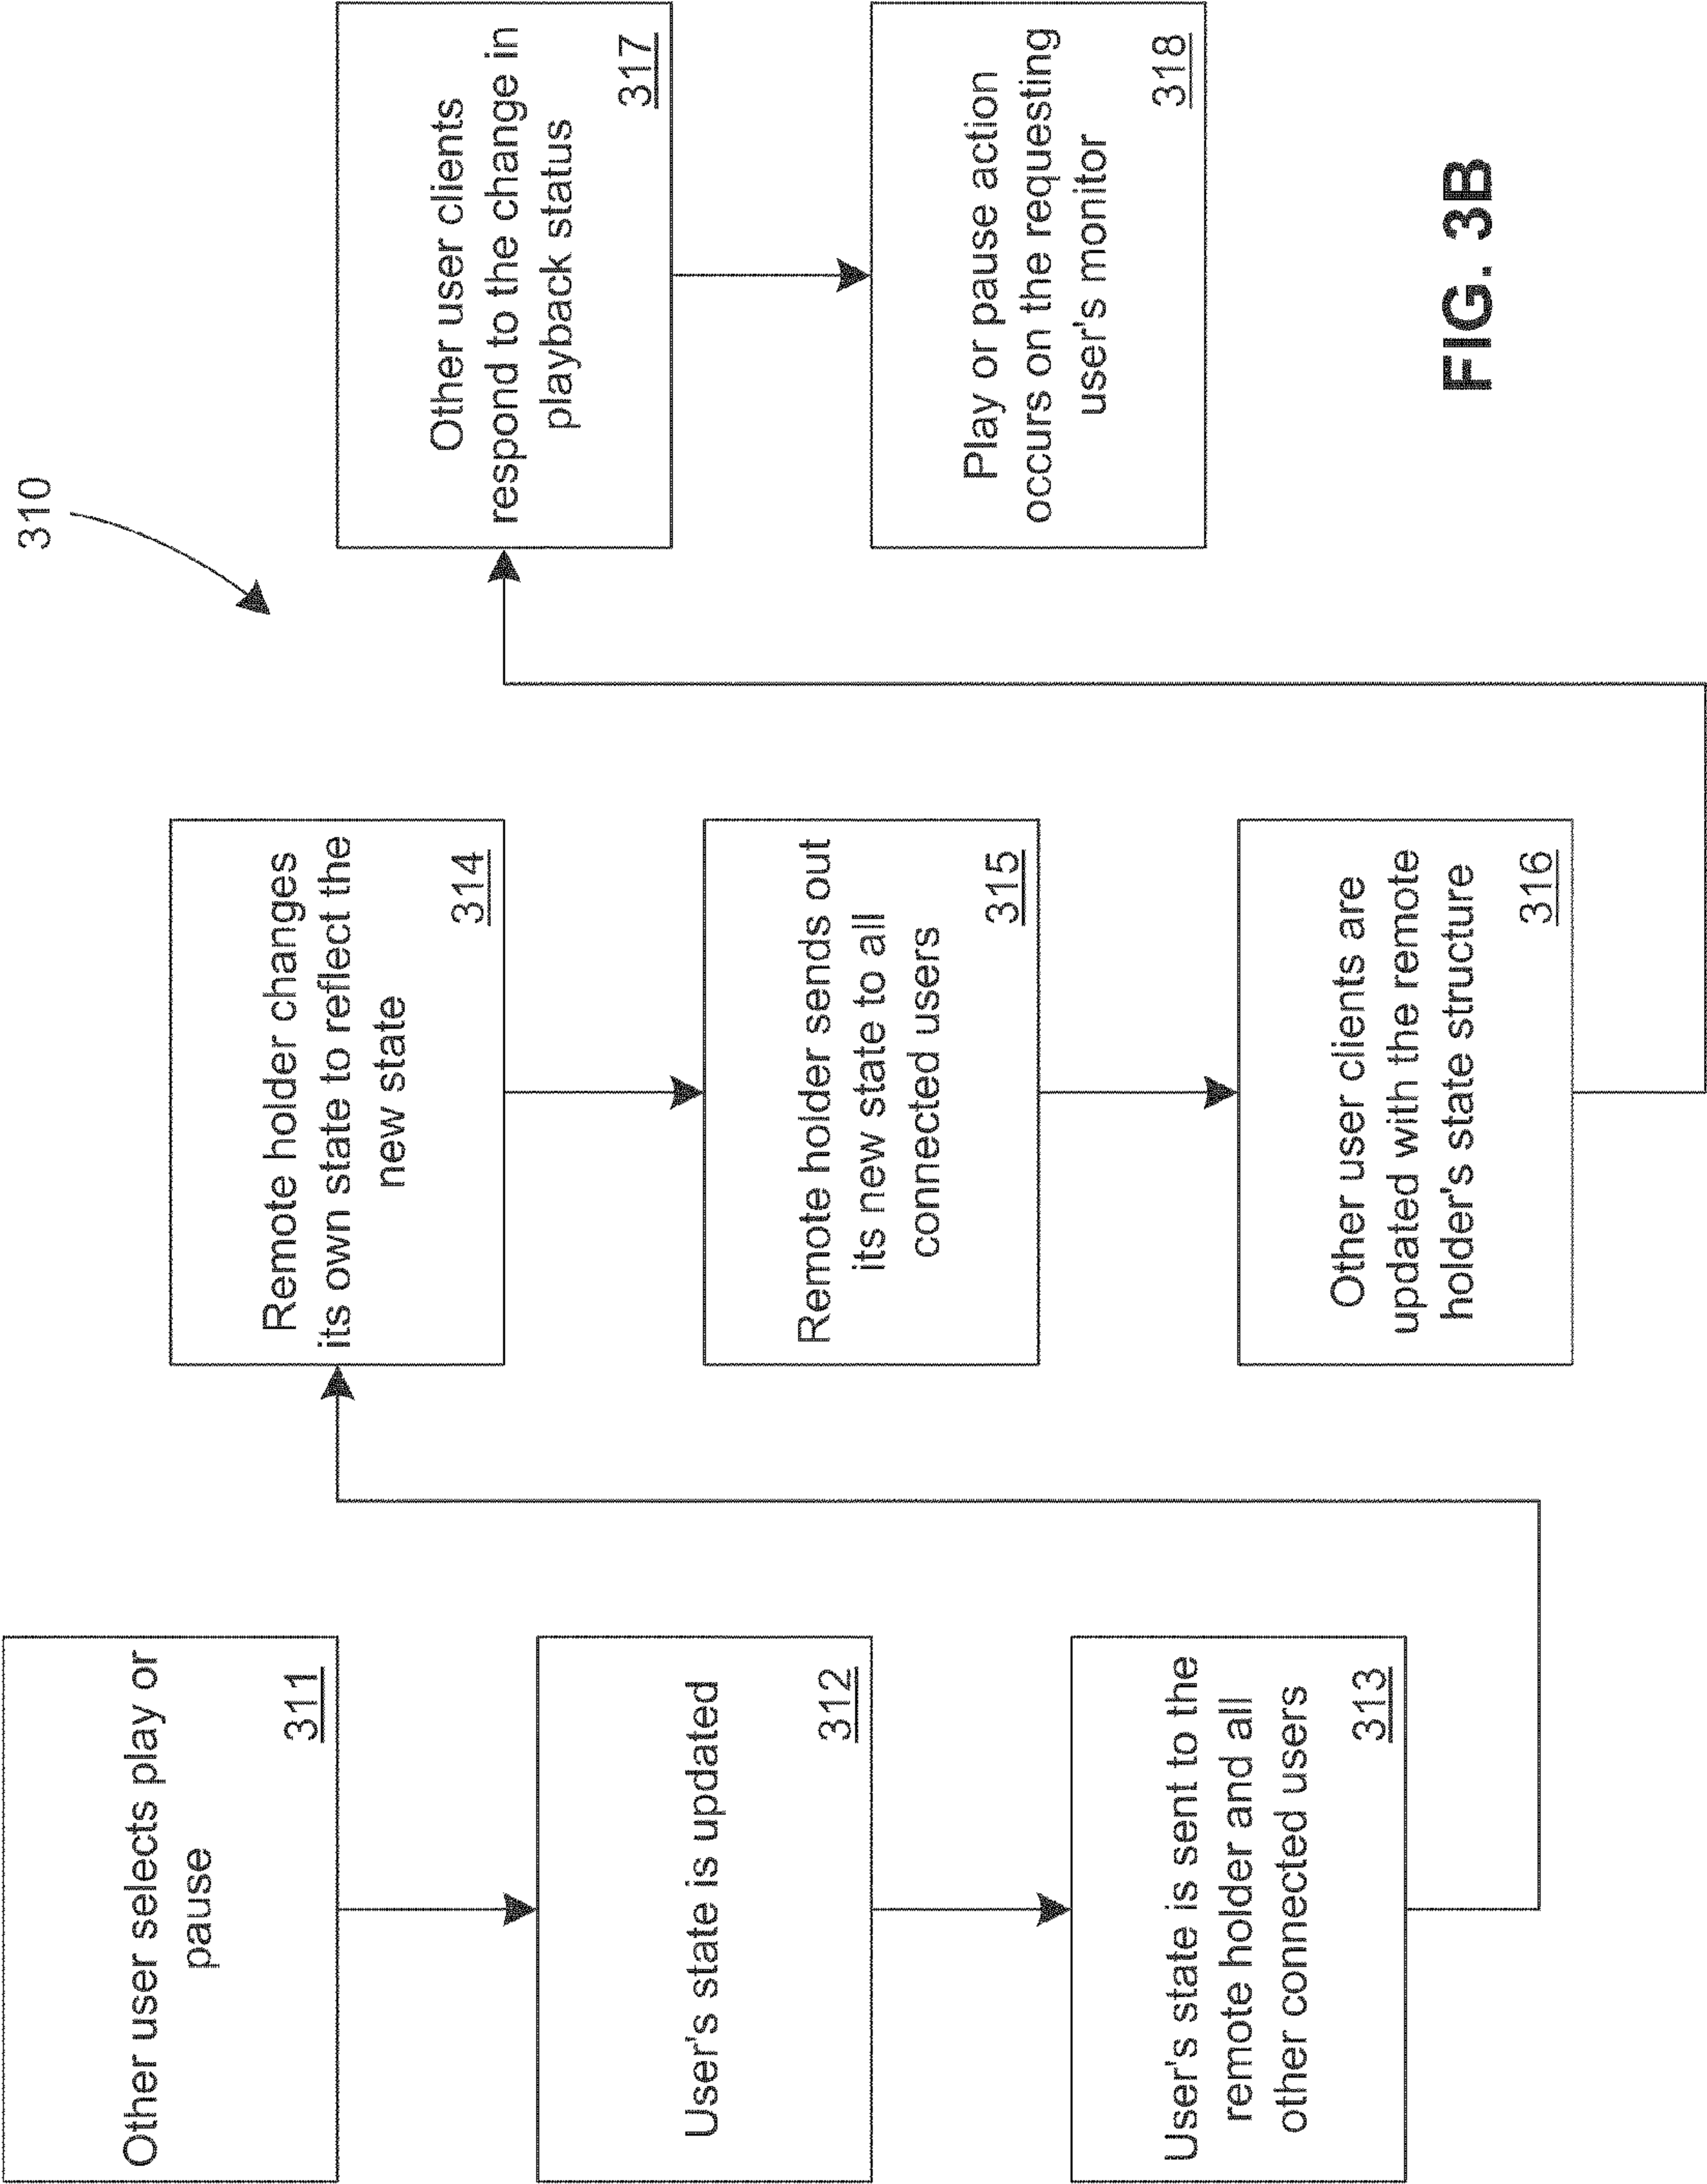 310
Other user selects play or
pause
311
User's state is updated
312
User's state is sent to the
remote holder and all
other connected users
313
Remote holder changes
its own state to reflect the
new state
314
Remote holder sends out
its new state to all
connected users
315
Other user clients are
updated with the remote
holder's state structure
316
Other user clients
respond to the change in
playback status
317
Play or pause action
occurs on the requesting
user's monitor
318
FIG. 3B